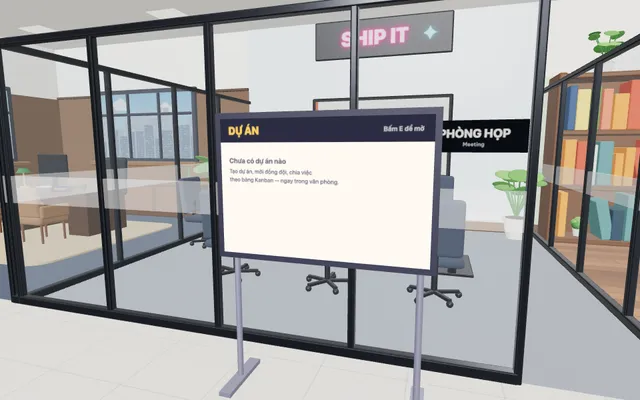 SHIP IT
DỰ ÁN
Bấm E để mở
PHÒNG HỌP
Meeting
Chưa có dự án nào
Tạo dự án, mời đồng đội, chia việc
theo bảng Kanban — ngay trong văn phòng.